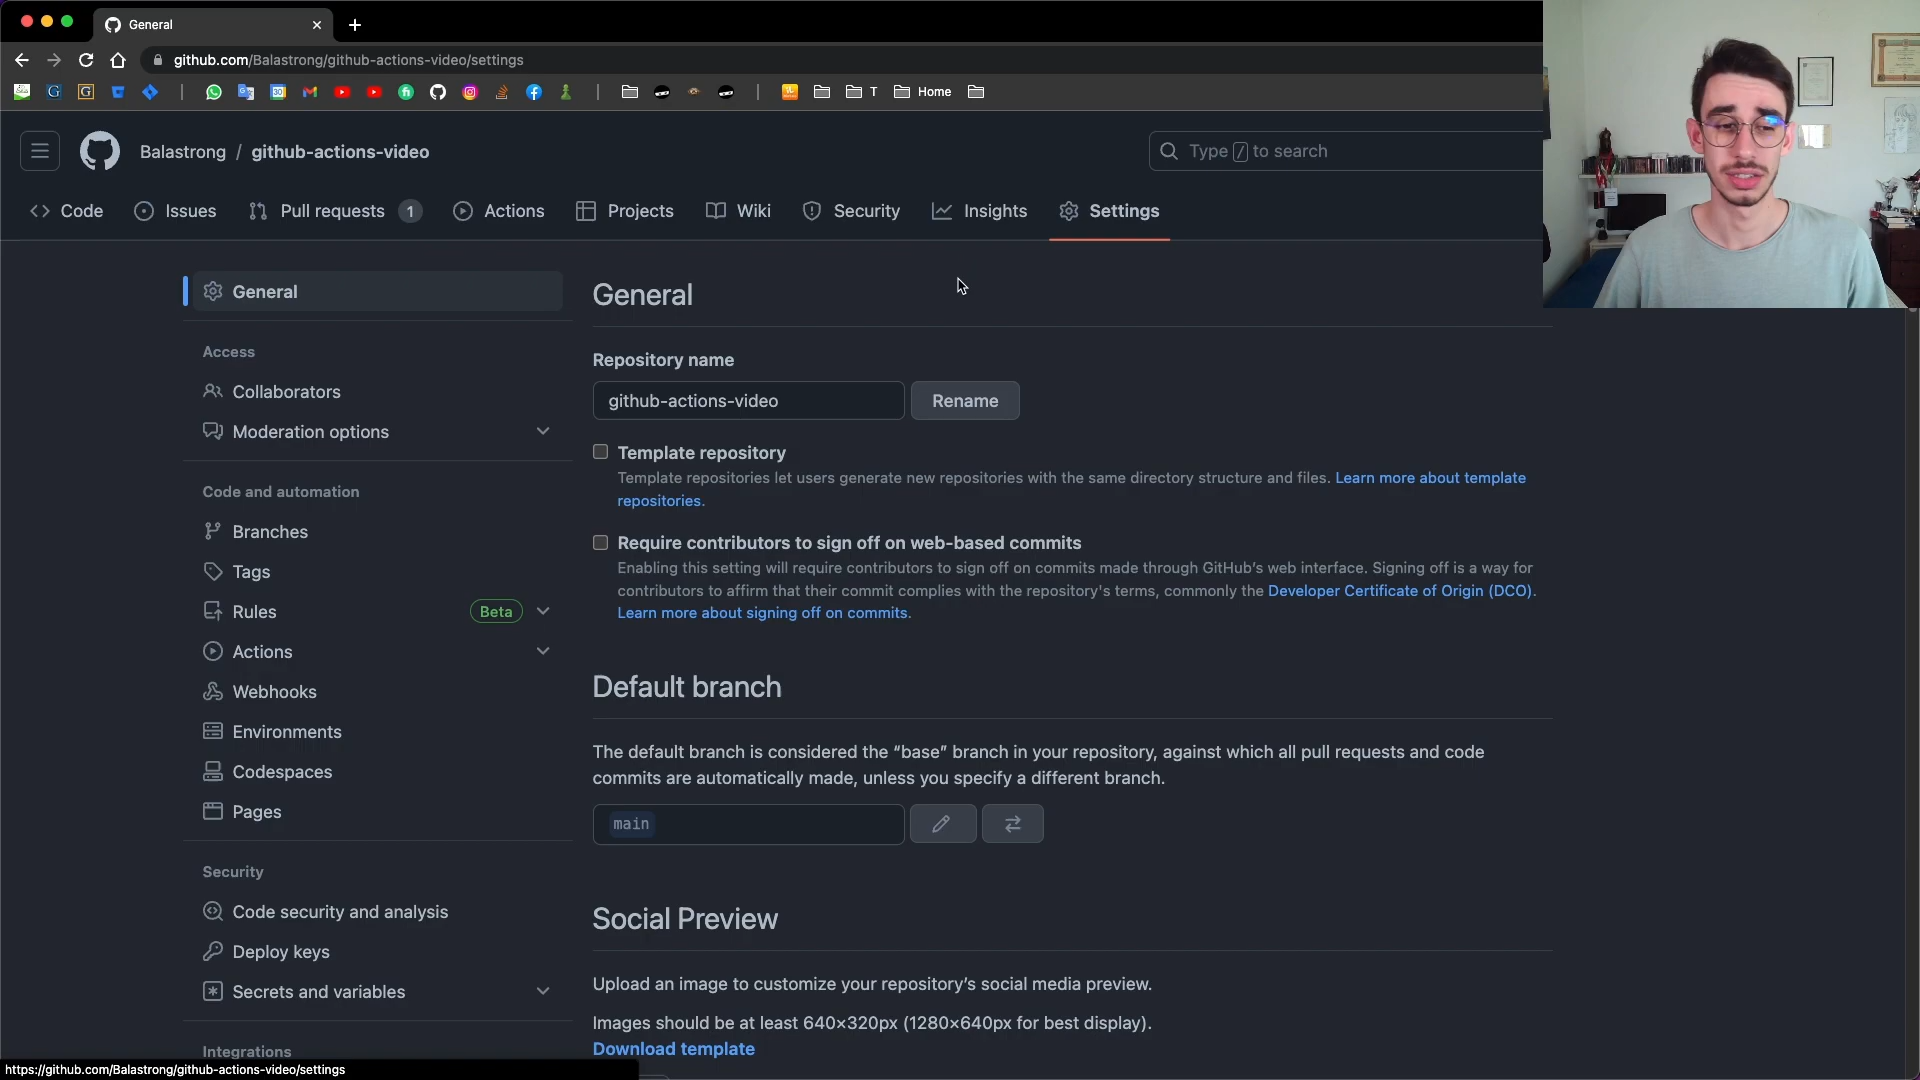 General
github.com/Balastrong/github-actions-video/settings
T
Home
Balastrong / github-actions-video
Type / to search
Code
Issues
Pull requests 1
Actions
Projects
Wiki
Security
Insights
Settings
General
Access
Collaborators
Moderation options
Code and automation
Branches
Tags
Rules Beta
Actions
Webhooks
Environments
Codespaces
Pages
Security
Code security and analysis
Deploy keys
Secrets and variables
Integrations
General
Repository name
github-actions-video Rename
Template repository
Template repositories let users generate new repositories with the same directory structure and files. Learn more about template
repositories.
Require contributors to sign off on web-based commits
Enabling this setting will require contributors to sign off on commits made through GitHub's web interface. Signing off is a way for
contributors to affirm that their commit complies with the repository's terms, commonly the Developer Certificate of Origin (DCO).
Learn more about signing off on commits.
Default branch
The default branch is considered the “base” branch in your repository, against which all pull requests and code
commits are automatically made, unless you specify a different branch.
main
Social Preview
Upload an image to customize your repository's social media preview.
Images should be at least 640×320px (1280×640px for best display).
Download template
https://github.com/Balastrong/github-actions-video/settings